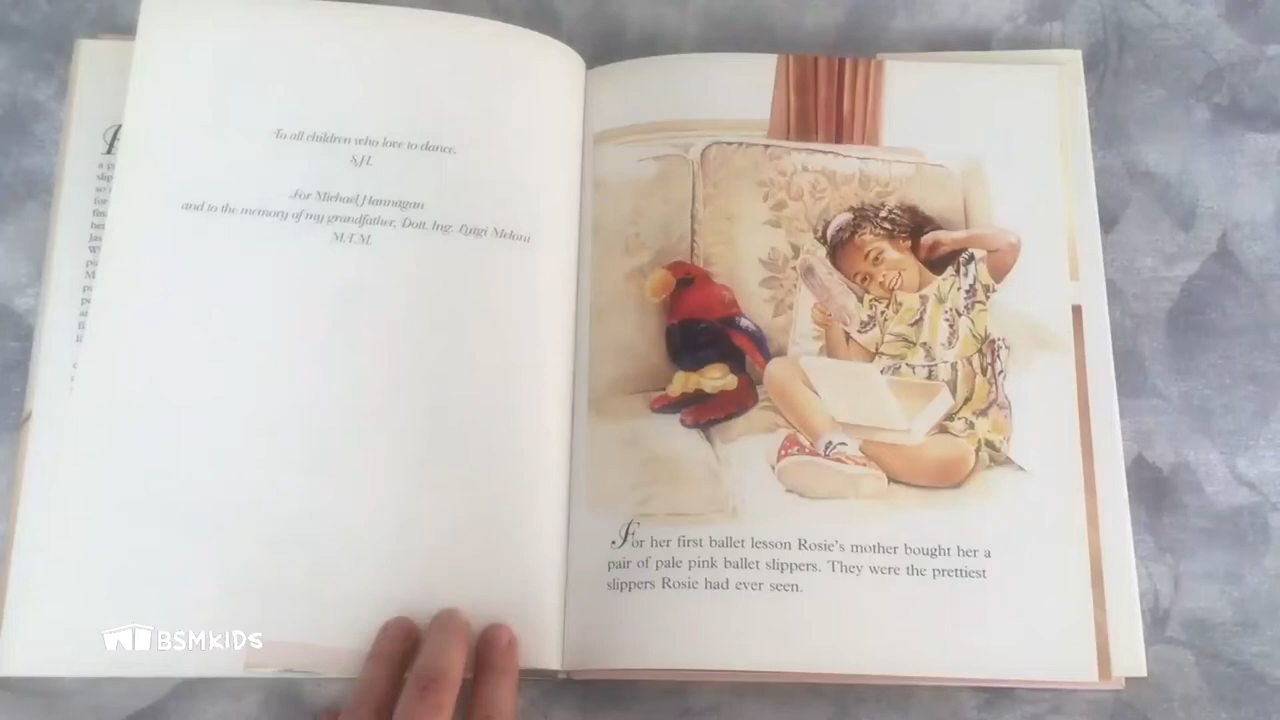 To all children who love to dance.
S.H.
For Michael Hannagan
and to the memory of my grandfather, Dott. Ing. Luigi Melani
M.T.M.
For her first ballet lesson Rosie's mother bought her a
pair of pale pink ballet slippers. They were the prettiest
slippers Rosie had ever seen.
BSMKIDS